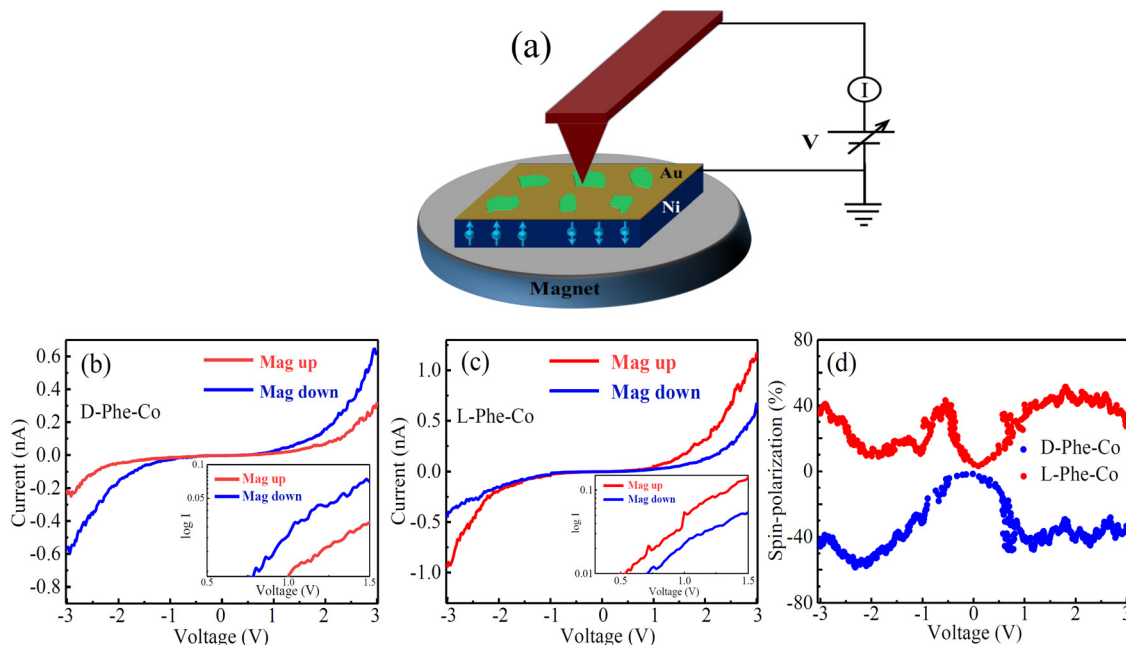 (a)
I
V
Au
Ni
Magnet
(b)
Mag up
Mag down
D-Phe-Co
Current (nA)
0.6
0.4
0.2
0.0
-0.2
-0.4
-0.6
-0.8
-3 -2 -1 0 1 2 3
Voltage (V)
Mag up
Mag down
log I
0.1
0.05
0.5 1.0 1.5
Voltage (V)
(c)
Mag up
Mag down
L-Phe-Co
Current (nA)
1.0
0.5
0.0
-0.5
-1.0
-3 -2 -1 0 1 2 3
Voltage (V)
Mag up
Mag down
log I
0.1
0.01
0.5 1.0 1.5
Voltage (V)
(d)
Spin-polarization (%)
80
40
0
-40
-80
D-Phe-Co
L-Phe-Co
-3 -2 -1 0 1 2 3
Voltage (V)